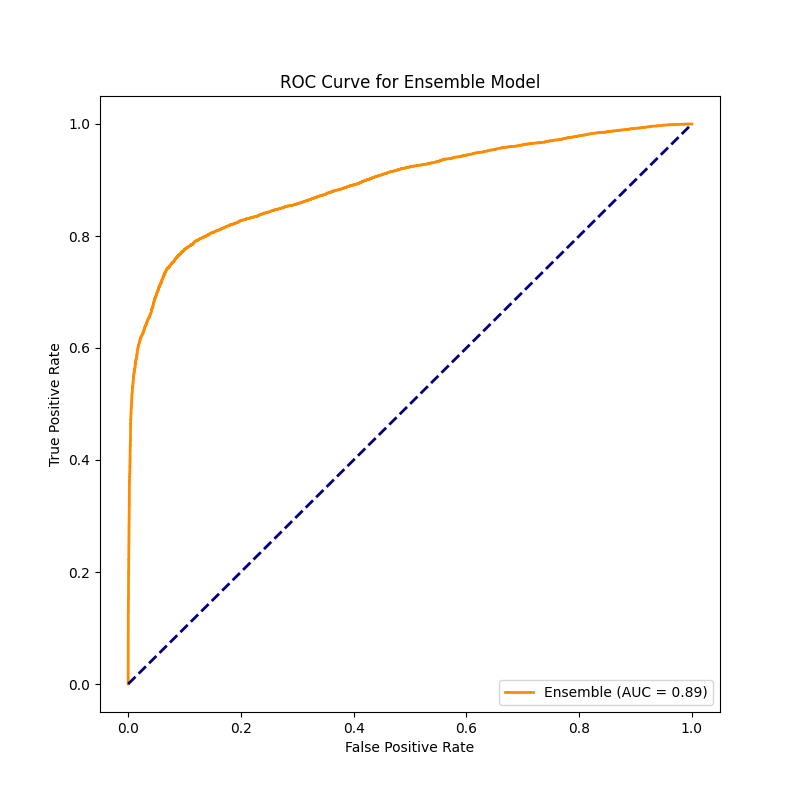 ROC Curve for Ensemble Model
1.0
0.8
0.6
0.4
0.2
0.0
True Positive Rate
Ensemble (AUC = 0.89)
0.0 0.2 0.4 0.6 0.8 1.0
False Positive Rate